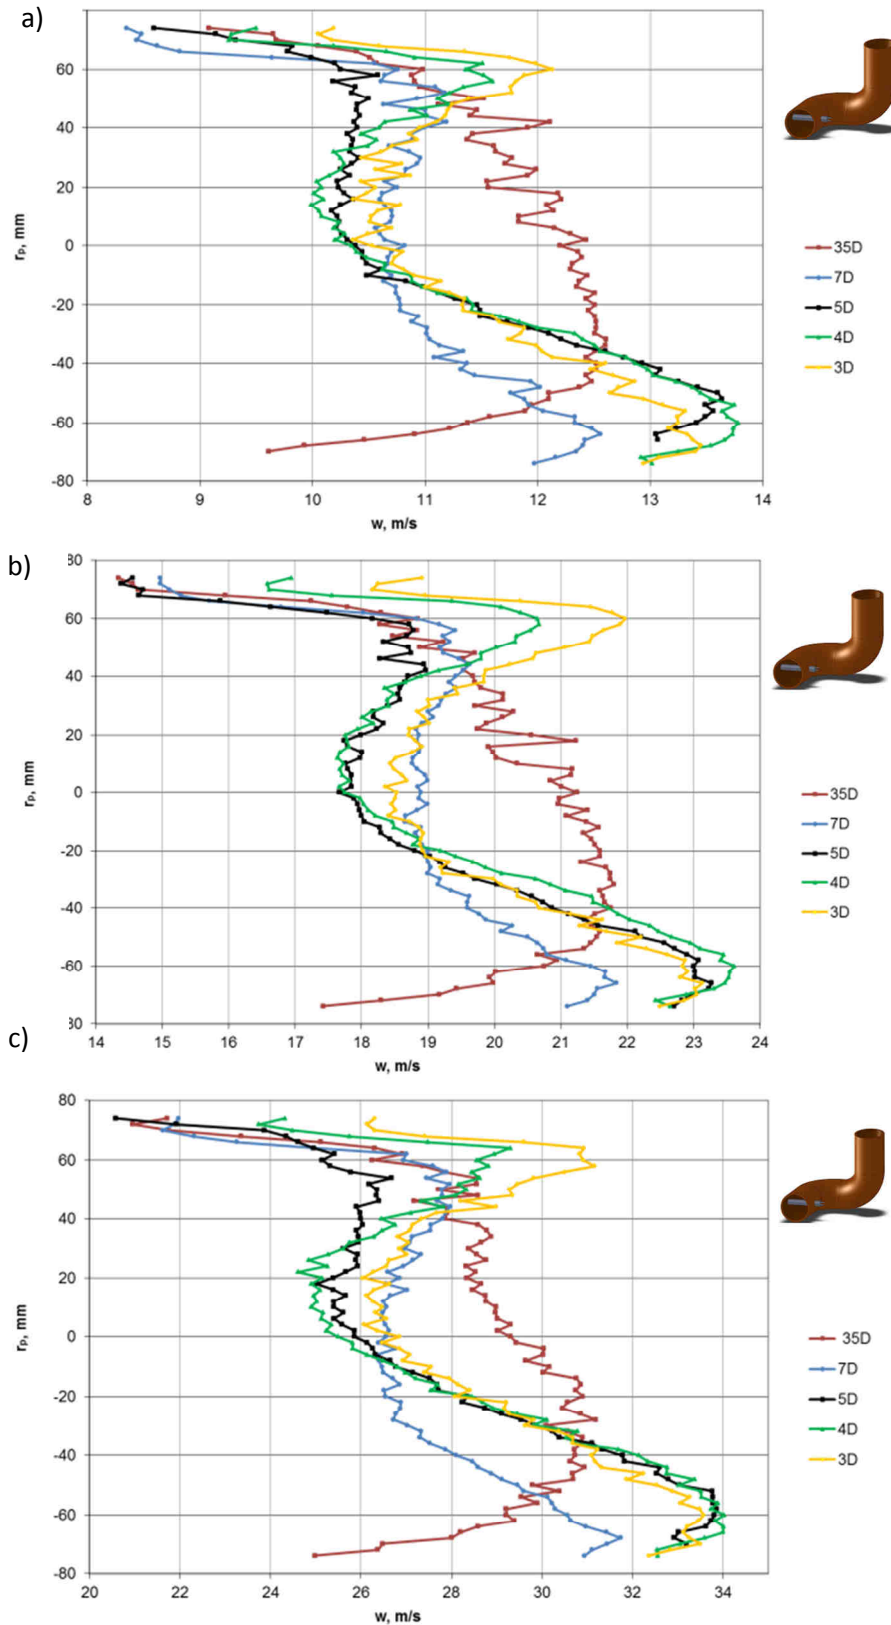 a)
60
40
20
0
-20
-40
-60
-80
rₚ, mm
8 9 10 11 12 13 14
w, m/s
35D
7D
5D
4D
3D
b)
80
60
40
20
0
-20
-40
-60
80
rₚ, mm
14 15 16 17 18 19 20 21 22 23 24
w, m/s
35D
7D
5D
4D
3D
c)
80
60
40
20
0
-20
-40
-60
-80
rₚ, mm
20 22 24 26 28 30 32 34
w, m/s
35D
7D
5D
4D
3D